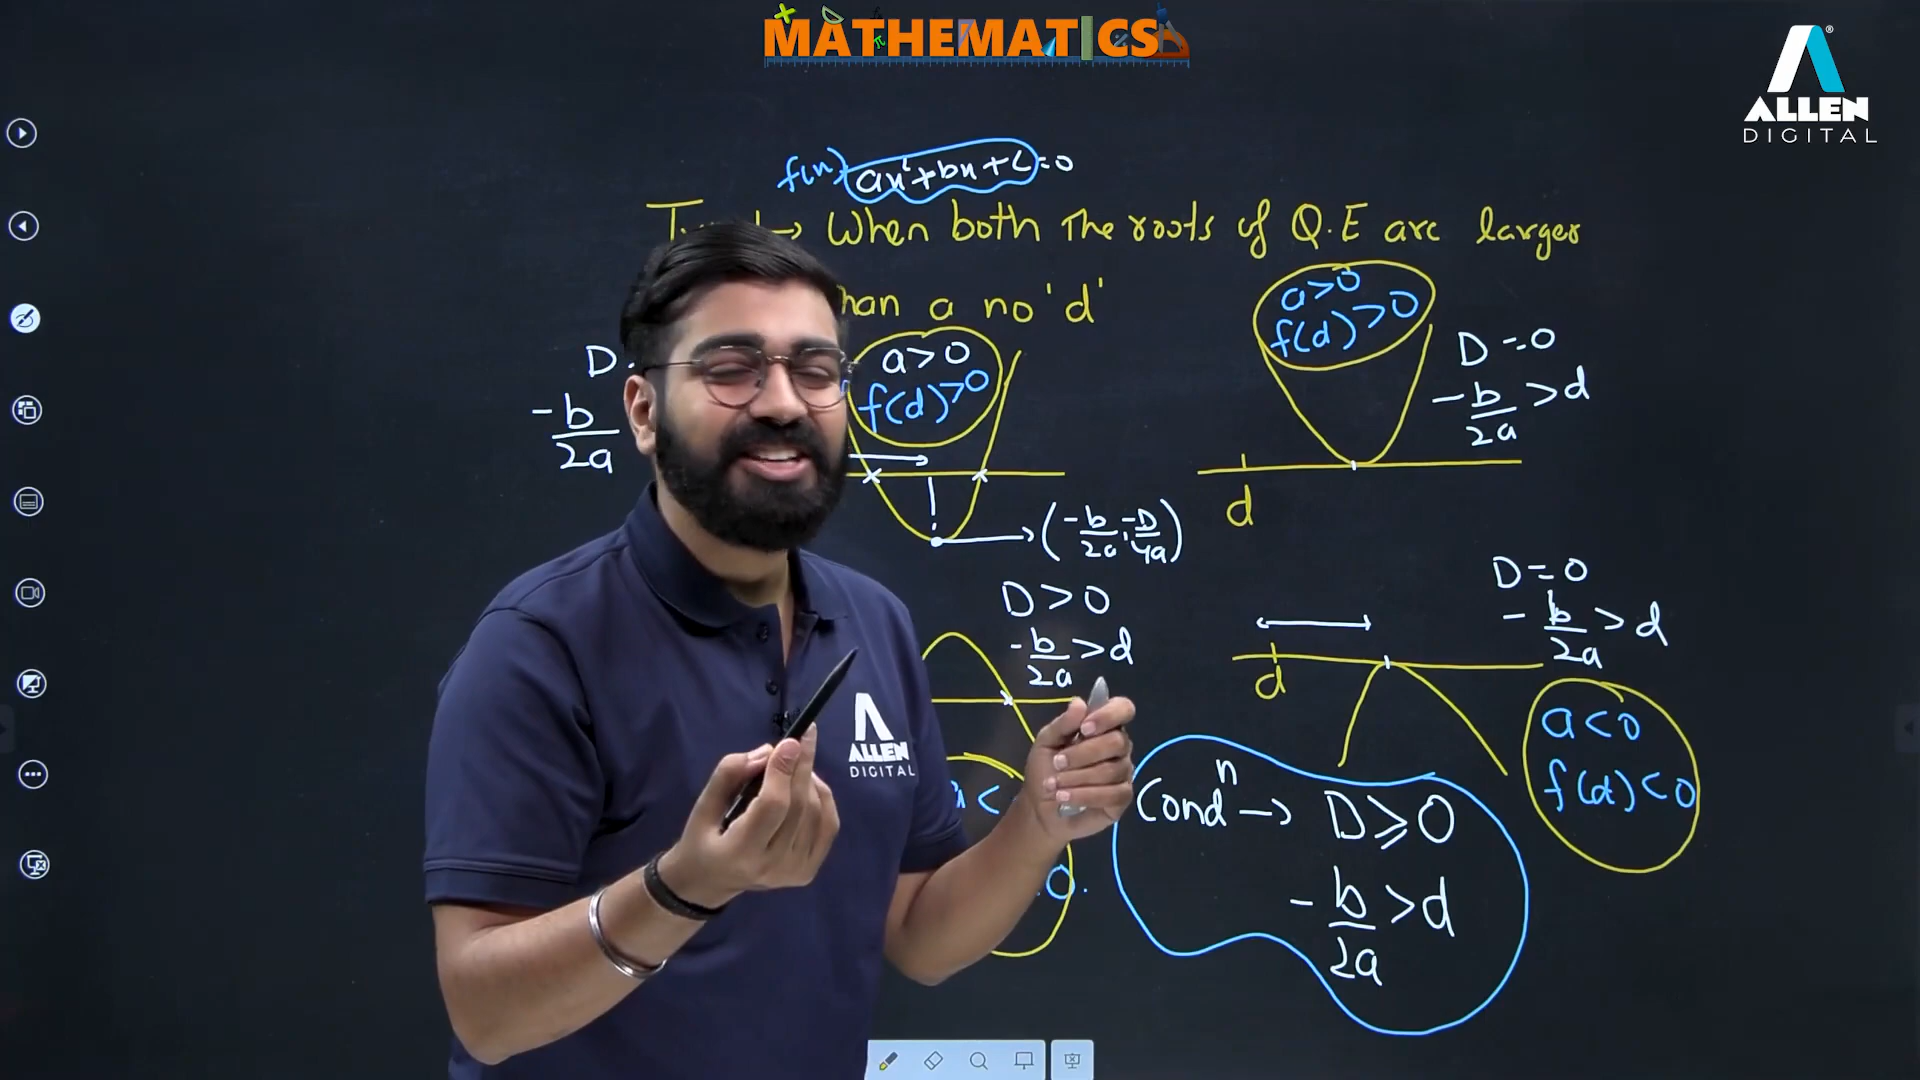 MATHEMATICS
ALLEN
DIGITAL
f(x) ax²+bx+c=0
→ When both the roots of Q.E are larger
than a no 'd'
a>0
f(d)>0
D=0
-b/2a >d
d
D
-b/2a
a>0
f(d)>0
(-b/2a, -D/4a)
D>0
-b/2a >d
D=0
-b/2a >d
d
a<0
f(d)<0
Condⁿ → D≥0
-b/2a >d
ALLEN
DIGITAL